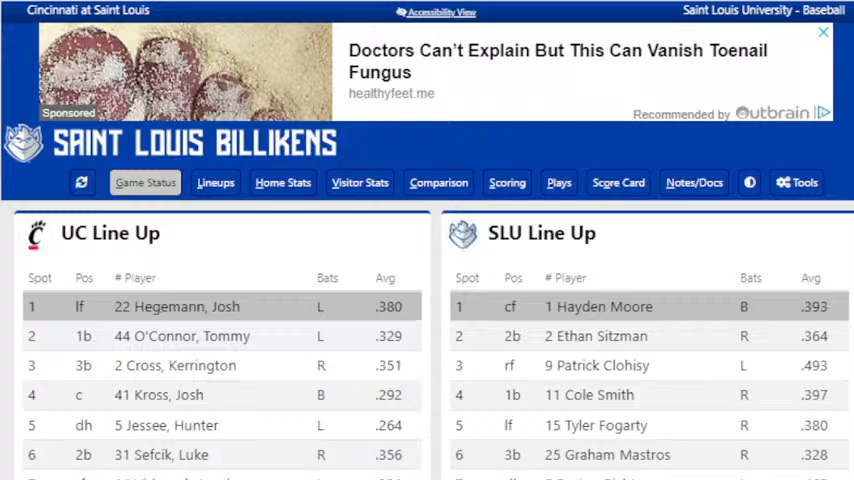 Cincinnati at Saint Louis
Accessibility View
Saint Louis University - Baseball
Doctors Can't Explain But This Can Vanish Toenail
Fungus
healthyfeet.me
Sponsored
Recommended by Outbrain
SAINT LOUIS BILLIKENS
Game Status Lineups Home Stats Visitor Stats Comparison Scoring Plays Score Card Notes/Docs Tools
UC Line Up
Spot Pos # Player Bats Avg
1 lf 22 Hegemann, Josh L .380
2 1b 44 O'Connor, Tommy L .329
3 3b 2 Cross, Kerrington R .351
4 c 41 Kross, Josh B .292
5 dh 5 Jessee, Hunter L .264
6 2b 31 Sefcik, Luke R .356
SLU Line Up
Spot Pos # Player Bats Avg
1 cf 1 Hayden Moore B .393
2 2b 2 Ethan Sitzman R .364
3 rf 9 Patrick Clohisy L .493
4 1b 11 Cole Smith R .397
5 lf 15 Tyler Fogarty R .380
6 3b 25 Graham Mastros R .328